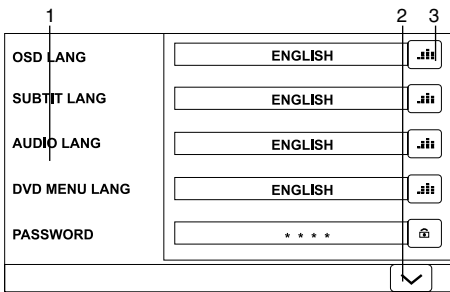 1 2 3
OSD LANG ENGLISH
SUBTIT LANG ENGLISH
AUDIO LANG ENGLISH
DVD MENU LANG ENGLISH
PASSWORD * * * *